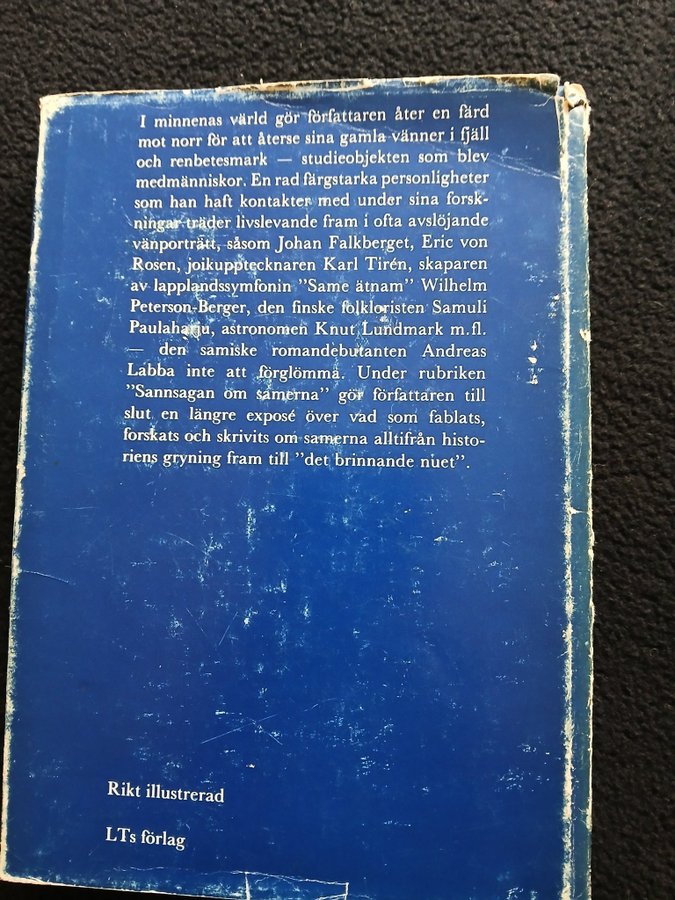 I minnenas värld gör författaren åter en färd
mot norr för att återse sina gamla vänner i fjäll
och renbetesmark — studieobjekten som blev
medmänniskor. En rad färgstarka personligheter
som han haft kontakter med under sina forsk-
ningar träder livslevande fram i ofta avslöjande
vänporträtt, såsom Johan Falkberget, Eric von
Rosen, joikupptecknaren Karl Tirén, skaparen
av lapplandssymfonin "Same ätnam" Wilhelm
Peterson-Berger, den finske folkloristen Samuli
Paulaharju, astronomen Knut Lundmark m.fl.
— den samiske romandebutanten Andreas
Labba inte att förglömma. Under rubriken
"Sannsagan om samerna" gör författaren till
slut en längre exposé över vad som fablats,
forskats och skrivits om samerna alltifrån histo-
riens gryning fram till "det brinnande nuet".
Rikt illustrerad
LTs förlag